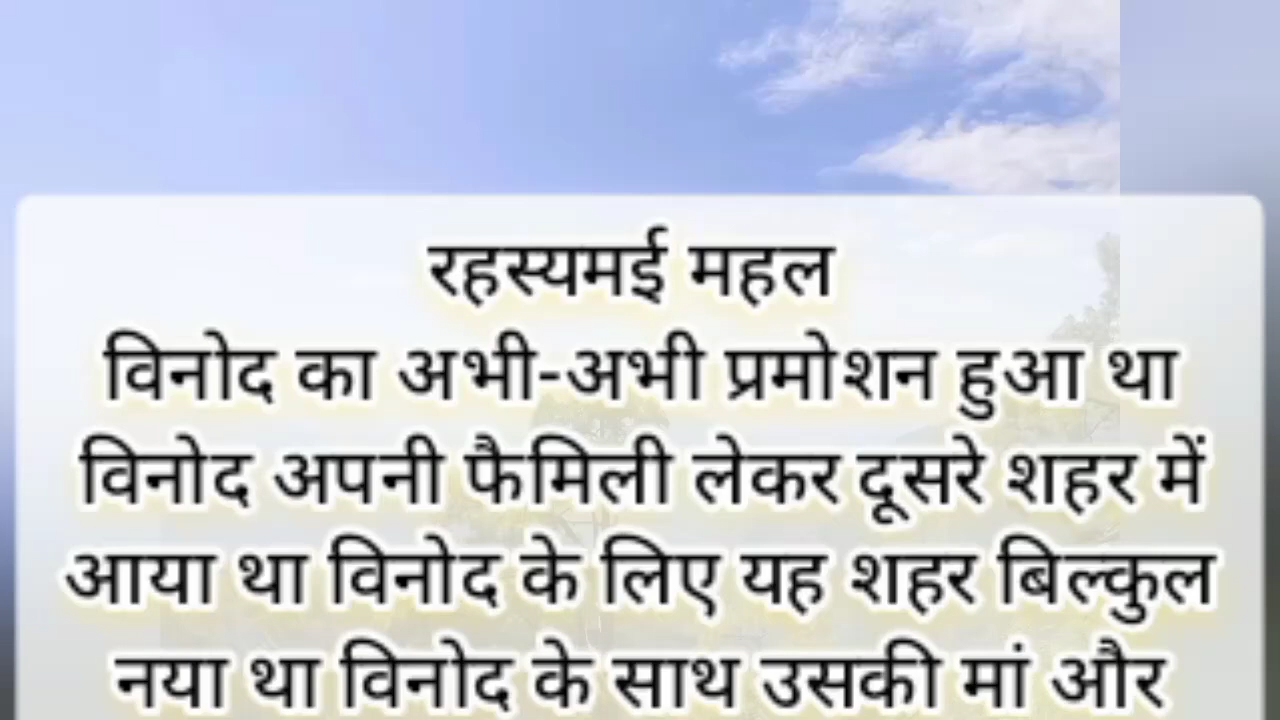 रहस्यमई महल
विनोद का अभी-अभी प्रमोशन हुआ था
विनोद अपनी फैमिली लेकर दूसरे शहर में
आया था विनोद के लिए यह शहर बिल्कुल
नया था विनोद के साथ उसकी मां और